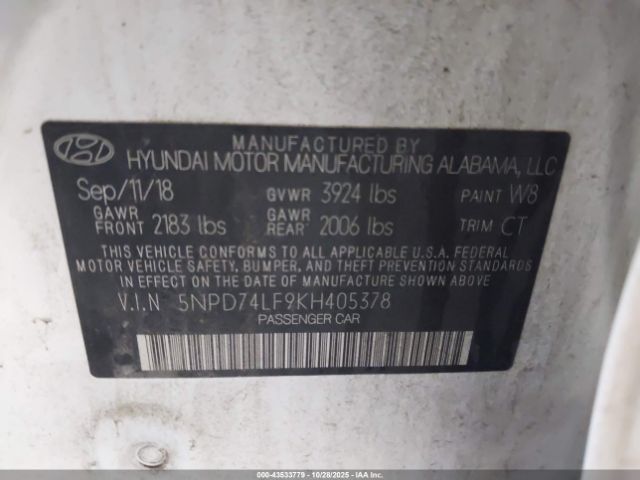 MANUFACTURED BY
HYUNDAI MOTOR MANUFACTURING ALABAMA, LLC
Sep/11/18 GVWR 3924 lbs PAINT W8
GAWR FRONT 2183 lbs GAWR REAR 2006 lbs TRIM CT
THIS VEHICLE CONFORMS TO ALL APPLICABLE U.S.A. FEDERAL
MOTOR VEHICLE SAFETY, BUMPER, AND THEFT PREVENTION STANDARDS
IN EFFECT ON THE DATE OF MANUFACTURE SHOWN ABOVE
V.I.N 5NPD74LF9KH405378
PASSENGER CAR
000-43533779 | 10/28/2025 - IAA, Inc.